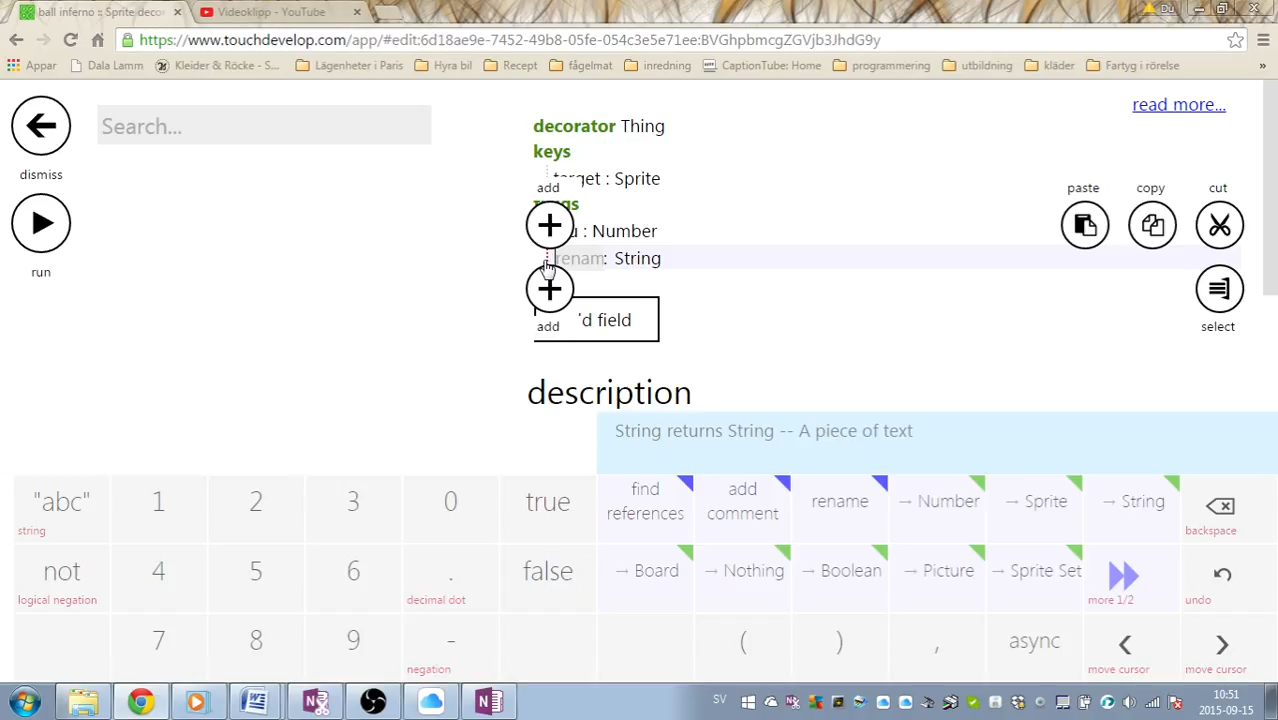 ball inferno :: Sprite decor
Videoklipp - YouTube
Du
https://www.touchdevelop.com/app/#edit:6d18ae9e-7452-49b8-05fe-054c3e5e71ee:BVGhpbmcgZGVjb3JhdG9y
Appar
Dala Lamm
Kleider & Röcke - S...
Lägenheter i Paris
Hyra bil
Recept
fågelmat
inredning
CaptionTube: Home
programmering
utbildning
kläder
Fartyg i rörelse
»
read more...
Search...
dismiss
run
decorator Thing
keys
target : Sprite
: Number
renam: String
add
add
'd field
paste
copy
cut
select
description
String returns String -- A piece of text
"abc"
string
1
2
3
0
true
find references
add comment
rename
→ Number
→ Sprite
→ String
backspace
not
logical negation
4
5
6
.
decimal dot
false
→ Board
→ Nothing
→ Boolean
→ Picture
→ Sprite Set
more 1/2
undo
7
8
9
-
negation
(
)
,
async
move cursor
move cursor
SV
10:51
2015-09-15